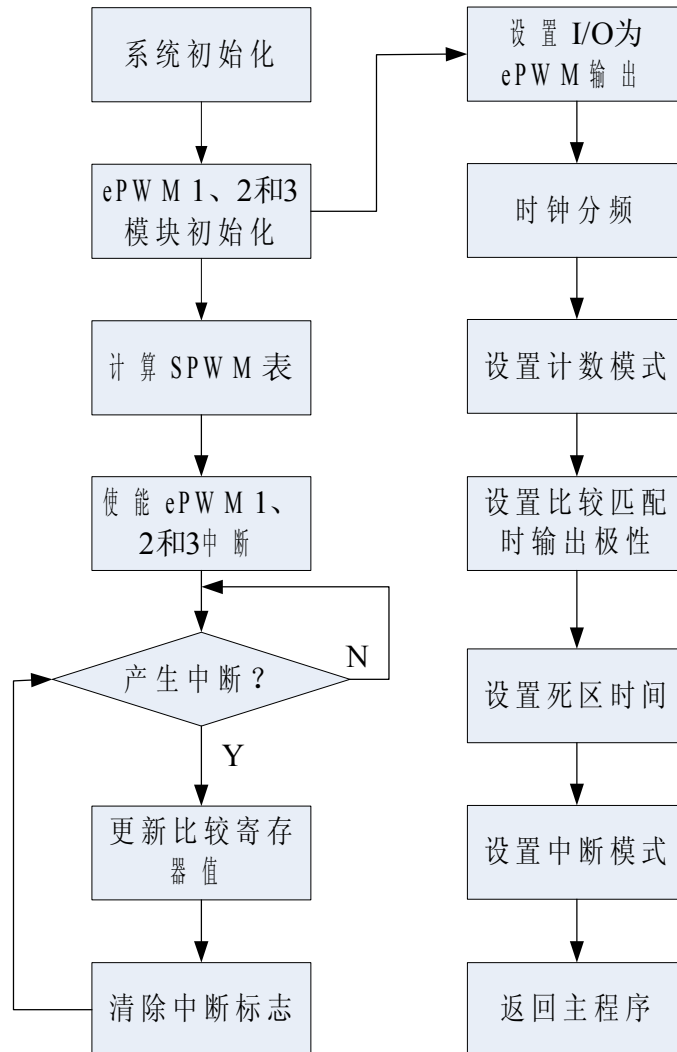 系统初始化
ePWM 1、2和3
模块初始化
计算 SPWM 表
使能 ePWM 1、
2和3中断
产生中断？
N
Y
更新比较寄存
器值
清除中断标志
设置 I/O为
ePWM 输出
时钟分频
设置计数模式
设置比较匹配
时输出极性
设置死区时间
设置中断模式
返回主程序